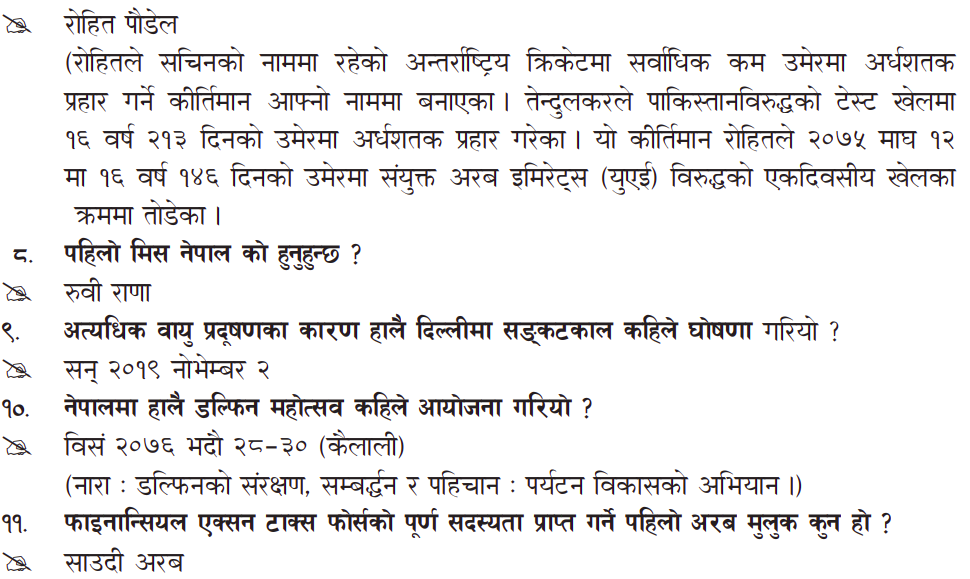 रोहित पौडेल
(रोहितले सचिनको नाममा रहेको अन्तर्राष्ट्रिय क्रिकेटमा सर्वाधिक कम उमेरमा अर्धशतक
प्रहार गर्ने कीर्तिमान आफ्नो नाममा बनाएका । तेन्दुलकरले पाकिस्तानविरुद्धको टेस्ट खेलमा
१६ वर्ष २१३ दिनको उमेरमा अर्धशतक प्रहार गरेका । यो कीर्तिमान रोहितले २०७५ माघ १२
मा १६ वर्ष १४६ दिनको उमेरमा संयुक्त अरब इमिरेट्स (युएई) विरुद्धको एकदिवसीय खेलका
क्रममा तोडेका ।
८. पहिलो मिस नेपाल को हुनुहुन्छ ?
रुवी राणा
९. अत्यधिक वायु प्रदूषणका कारण हालै दिल्लीमा सङ्कटकाल कहिले घोषणा गरियो ?
सन् २०१९ नोभेम्बर २
१०. नेपालमा हालै डल्फिन महोत्सव कहिले आयोजना गरियो ?
विसं २०७६ भदौ २८-३० (कैलाली)
(नारा : डल्फिनको संरक्षण, सम्बर्द्धन र पहिचान : पर्यटन विकासको अभियान ।)
११. फाइनान्सियल एक्सन टाक्स फोर्सको पूर्ण सदस्यता प्राप्त गर्ने पहिलो अरब मुलुक कुन हो ?
साउदी अरब